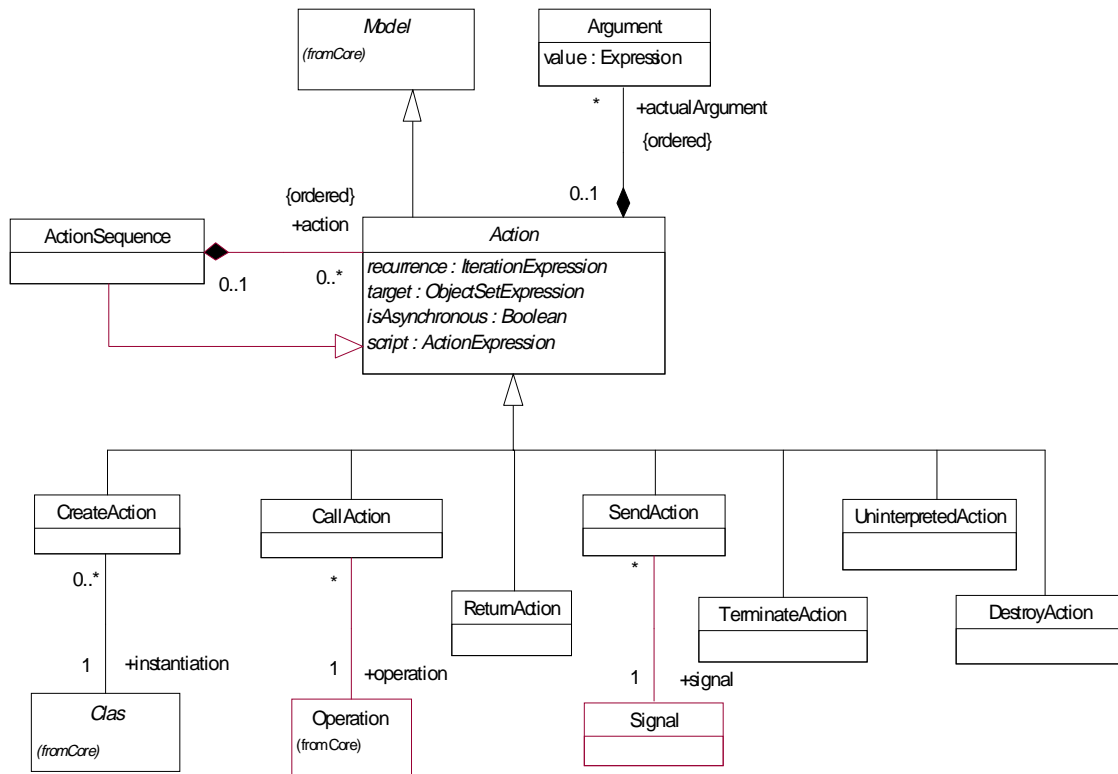 Model
(fromCore)
Argument
value : Expression
*
+actualArgument
{ordered}
0..1
{ordered}
+action
ActionSequence
0..1
0..*
Action
recurrence : IterationExpression
target : ObjectSetExpression
isAsynchronous : Boolean
script : ActionExpression
CreateAction
CallAction
SendAction
UninterpretedAction
0..*
*
*
ReturnAction
TerminateAction
DestroyAction
1
+instantiation
1
+operation
1
+signal
Clas
(fromCore)
Operation
(fromCore)
Signal